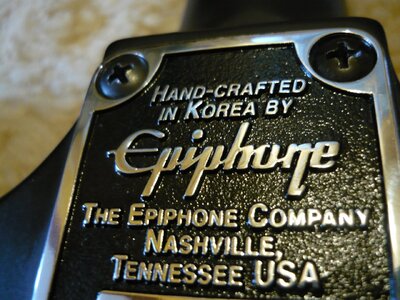 HAND-CRAFTED
IN KOREA BY
Epiphone
THE EPIPHONE COMPANY
NASHVILLE,
TENNESSEE USA